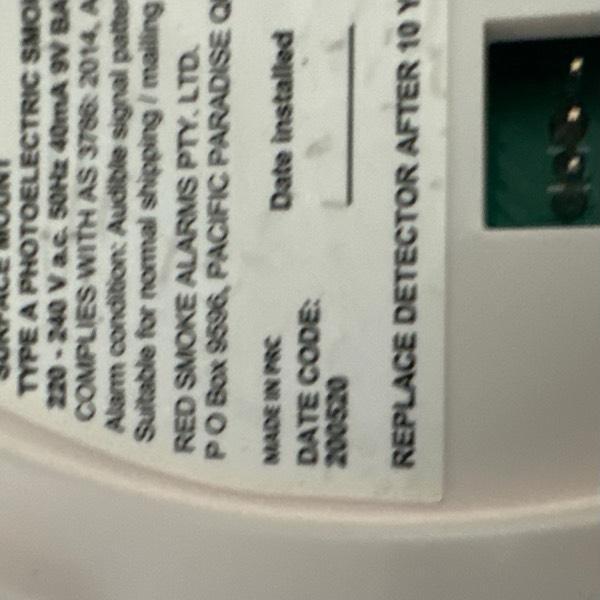 SURFACE MOUNT
TYPE A PHOTOELECTRIC SMO
220 - 240 V a.c. 50Hz 40mA 9V BA
COMPLIES WITH AS 3786: 2014, A
Alarm condition: Audible signal patte
Suitable for normal shipping / mailing
RED SMOKE ALARMS PTY. LTD.
P O Box 9596, PACIFIC PARADISE Q
MADE IN PRC
Date Installed
DATE CODE:
200520
REPLACE DETECTOR AFTER 10 Y